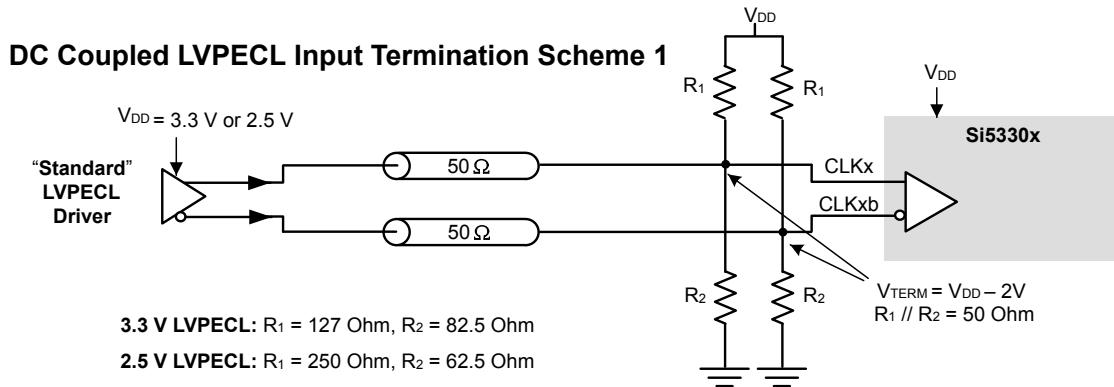 VDD
DC Coupled LVPECL Input Termination Scheme 1
R1
R1
VDD
VDD = 3.3 V or 2.5 V
Si5330x
“Standard”
LVPECL
Driver
50 Ω
CLKx
50 Ω
CLKxb
R2
R2
VTERM = VDD – 2V
R1 // R2 = 50 Ohm
3.3 V LVPECL: R1 = 127 Ohm, R2 = 82.5 Ohm
2.5 V LVPECL: R1 = 250 Ohm, R2 = 62.5 Ohm